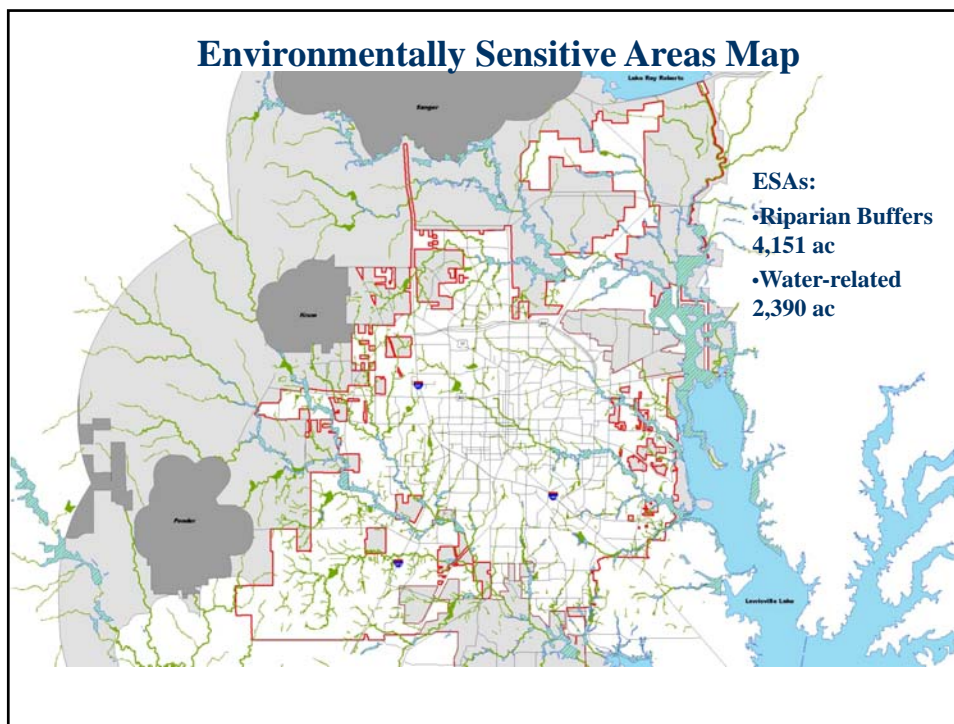 Environmentally Sensitive Areas Map
Lake Ray Roberts
Sanger
ESAs:
•Riparian Buffers
4,151 ac
•Water-related
2,390 ac
Krum
Ponder
Lewisville Lake